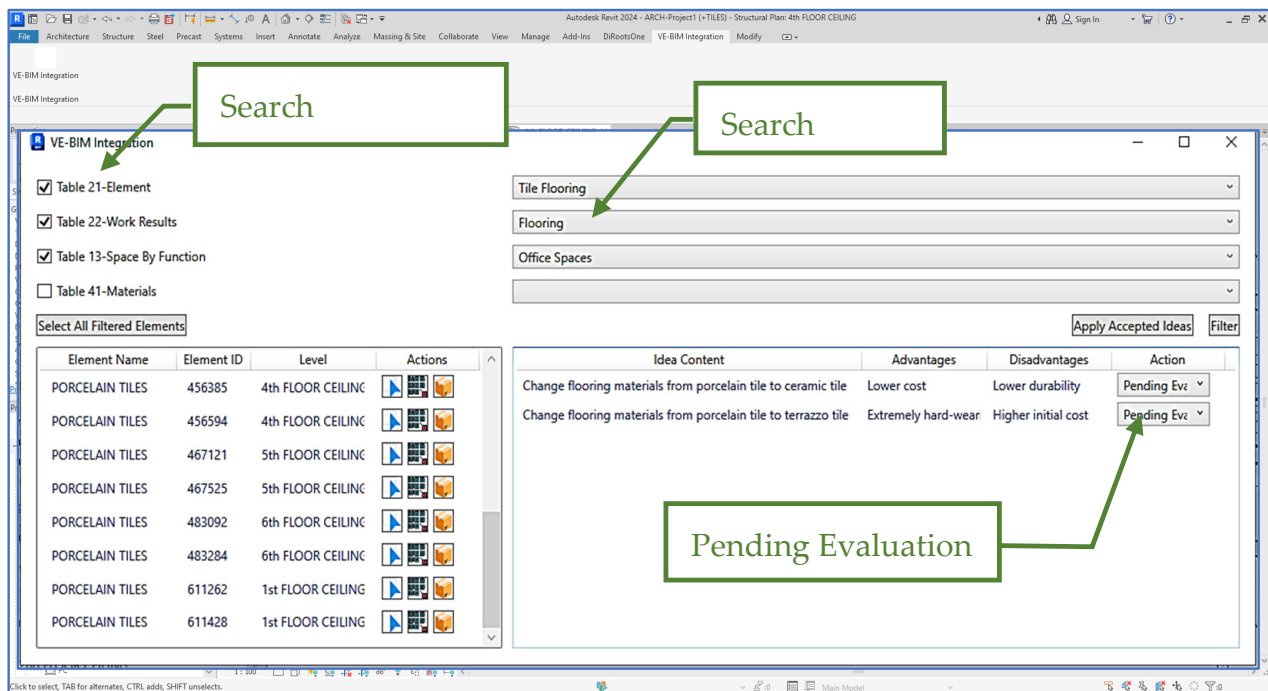 Autodesk Revit 2024 - ARCH-Project1 (+TILES) - Structural Plan: 4th FLOOR CEILING
Sign In
File Architecture Structure Steel Precast Systems Insert Annotate Analyze Massing & Site Collaborate View Manage Add-Ins DiRootsOne VE-BIM Integration Modify
VE-BIM Integration
VE-BIM Integration
Search
Search
VE-BIM Integration
Table 21-Element
Tile Flooring
Table 22-Work Results
Flooring
Table 13-Space By Function
Office Spaces
Table 41-Materials
Select All Filtered Elements
Apply Accepted Ideas
Filter
Element Name Element ID Level Actions
PORCELAIN TILES 456385 4th FLOOR CEILING
PORCELAIN TILES 456594 4th FLOOR CEILING
PORCELAIN TILES 467121 5th FLOOR CEILING
PORCELAIN TILES 467525 5th FLOOR CEILING
PORCELAIN TILES 483092 6th FLOOR CEILING
PORCELAIN TILES 483284 6th FLOOR CEILING
PORCELAIN TILES 611262 1st FLOOR CEILING
PORCELAIN TILES 611428 1st FLOOR CEILING
Idea Content Advantages Disadvantages Action
Change flooring materials from porcelain tile to ceramic tile Lower cost Lower durability Pending Eva
Change flooring materials from porcelain tile to terrazzo tile Extremely hard-wear Higher initial cost Pending Eva
Pending Evaluation
1:100
Click to select, TAB for alternates, CTRL adds, SHIFT unselects.
:0
Main Model
:0